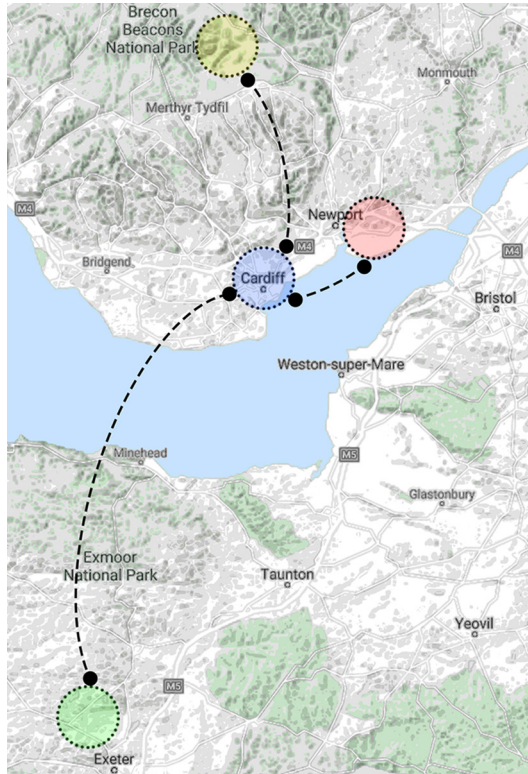 Brecon
Beacons
National Park
Monmouth
Merthyr Tydfil
M4
Newport
M4
M4
Bridgend
Cardiff
Bristol
Weston-super-Mare
Minehead
M5
Glastonbury
Exmoor
National Park
Taunton
Yeovil
M5
Exeter